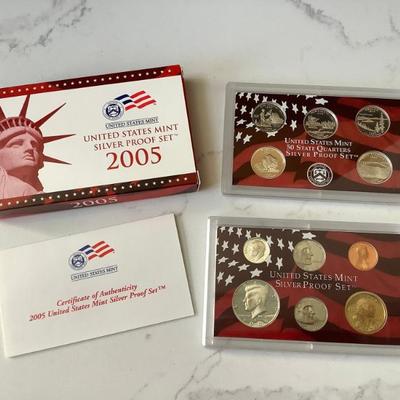 UNITED STATES MINT
UNITED STATES MINT
SILVER PROOF SET™
2005
2005
UNITED STATES MINT
50 STATE QUARTERS
SILVER PROOF SET™
UNITED STATES MINT
Certificate of Authenticity
2005 United States Mint Silver Proof Set™
UNITED STATES MINT
SILVER PROOF SET™